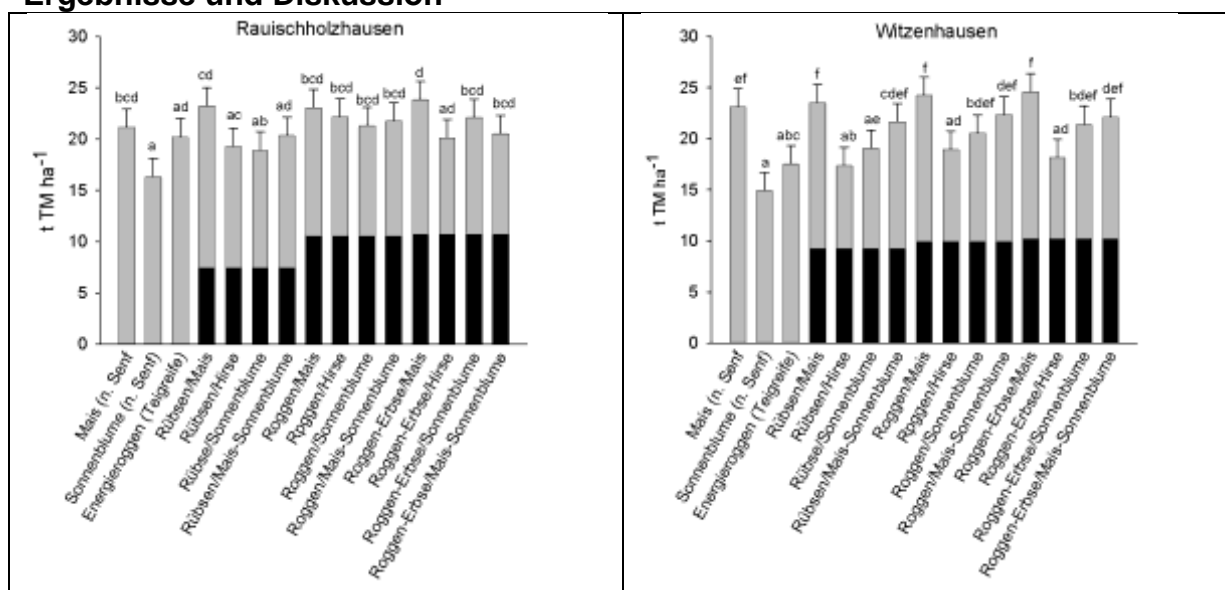 Ergebnisse und Diskussion
Rauischholzhausen
t TM ha-1
30
25
20
15
10
5
0
bcd
a
ad
cd
ac
ac
ad
bcd
bcd
bcd
bcd
d
ad
bcd
bcd
Mais (n. Senf
Sonnenblume (n. Senf)
Energieroggen (Teigreife)
Rübsen/Mais
Rübsen/Hirse
Rübse/Sonnenblume
Rübsen/Mais-Sonnenblume
Roggen/Mais
Roggen/Hirse
Roggen/Sonnenblume
Roggen/Mais-Sonnenblume
Roggen-Erbse/Mais
Roggen-Erbse/Hirse
Roggen-Erbse/Sonnenblume
Roggen-Erbse/Mais-Sonnenblume
Witzenhausen
t TM ha-1
30
25
20
15
10
5
0
ef
a
abc
f
ab
ae
cdef
f
ad
bdef
def
f
ad
bdef
def
Mais (n. Senf
Sonnenblume (n. Senf)
Energieroggen (Teigreife)
Rübsen/Mais
Rübsen/Hirse
Rübse/Sonnenblume
Rübsen/Mais-Sonnenblume
Roggen/Mais
Roggen/Hirse
Roggen/Sonnenblume
Roggen/Mais-Sonnenblume
Roggen-Erbse/Mais
Roggen-Erbse/Hirse
Roggen-Erbse/Sonnenblume
Roggen-Erbse/Mais-Sonnenblume